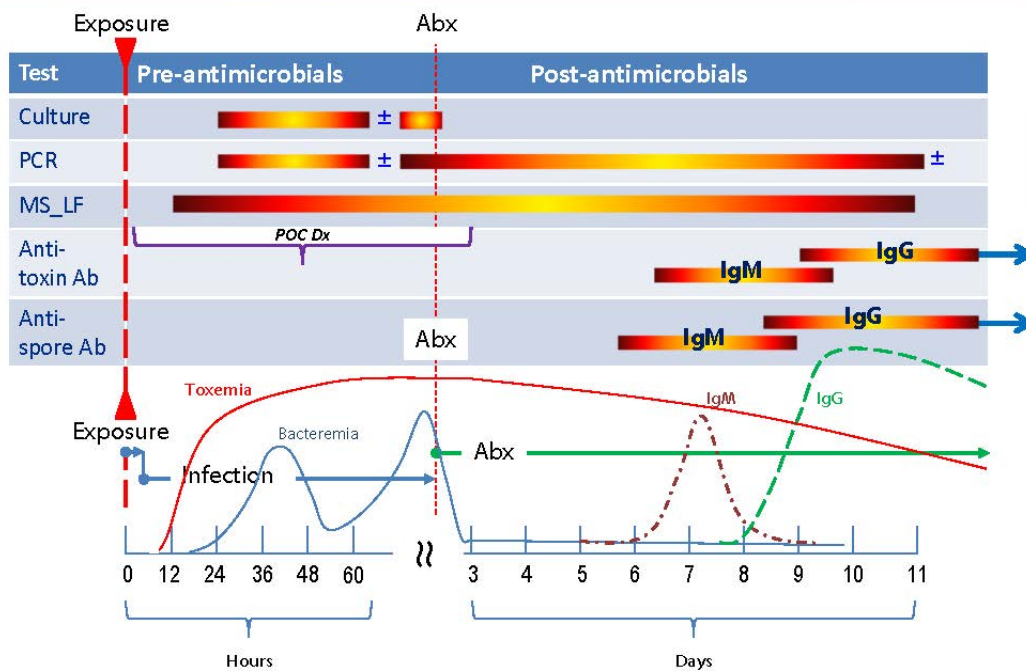 Exposure Abx
Test Pre-antimicrobials Post-antimicrobials
Culture ±
PCR ± ±
MS_LF
POC Dx
Anti-
toxin Ab
IgM IgG
Anti-
spore Ab
IgM IgG
Abx
Toxemia
IgM IgG
Exposure
Bacteremia
Abx
Infection
0 12 24 36 48 60 3 4 5 6 7 8 9 10 11
Hours Days